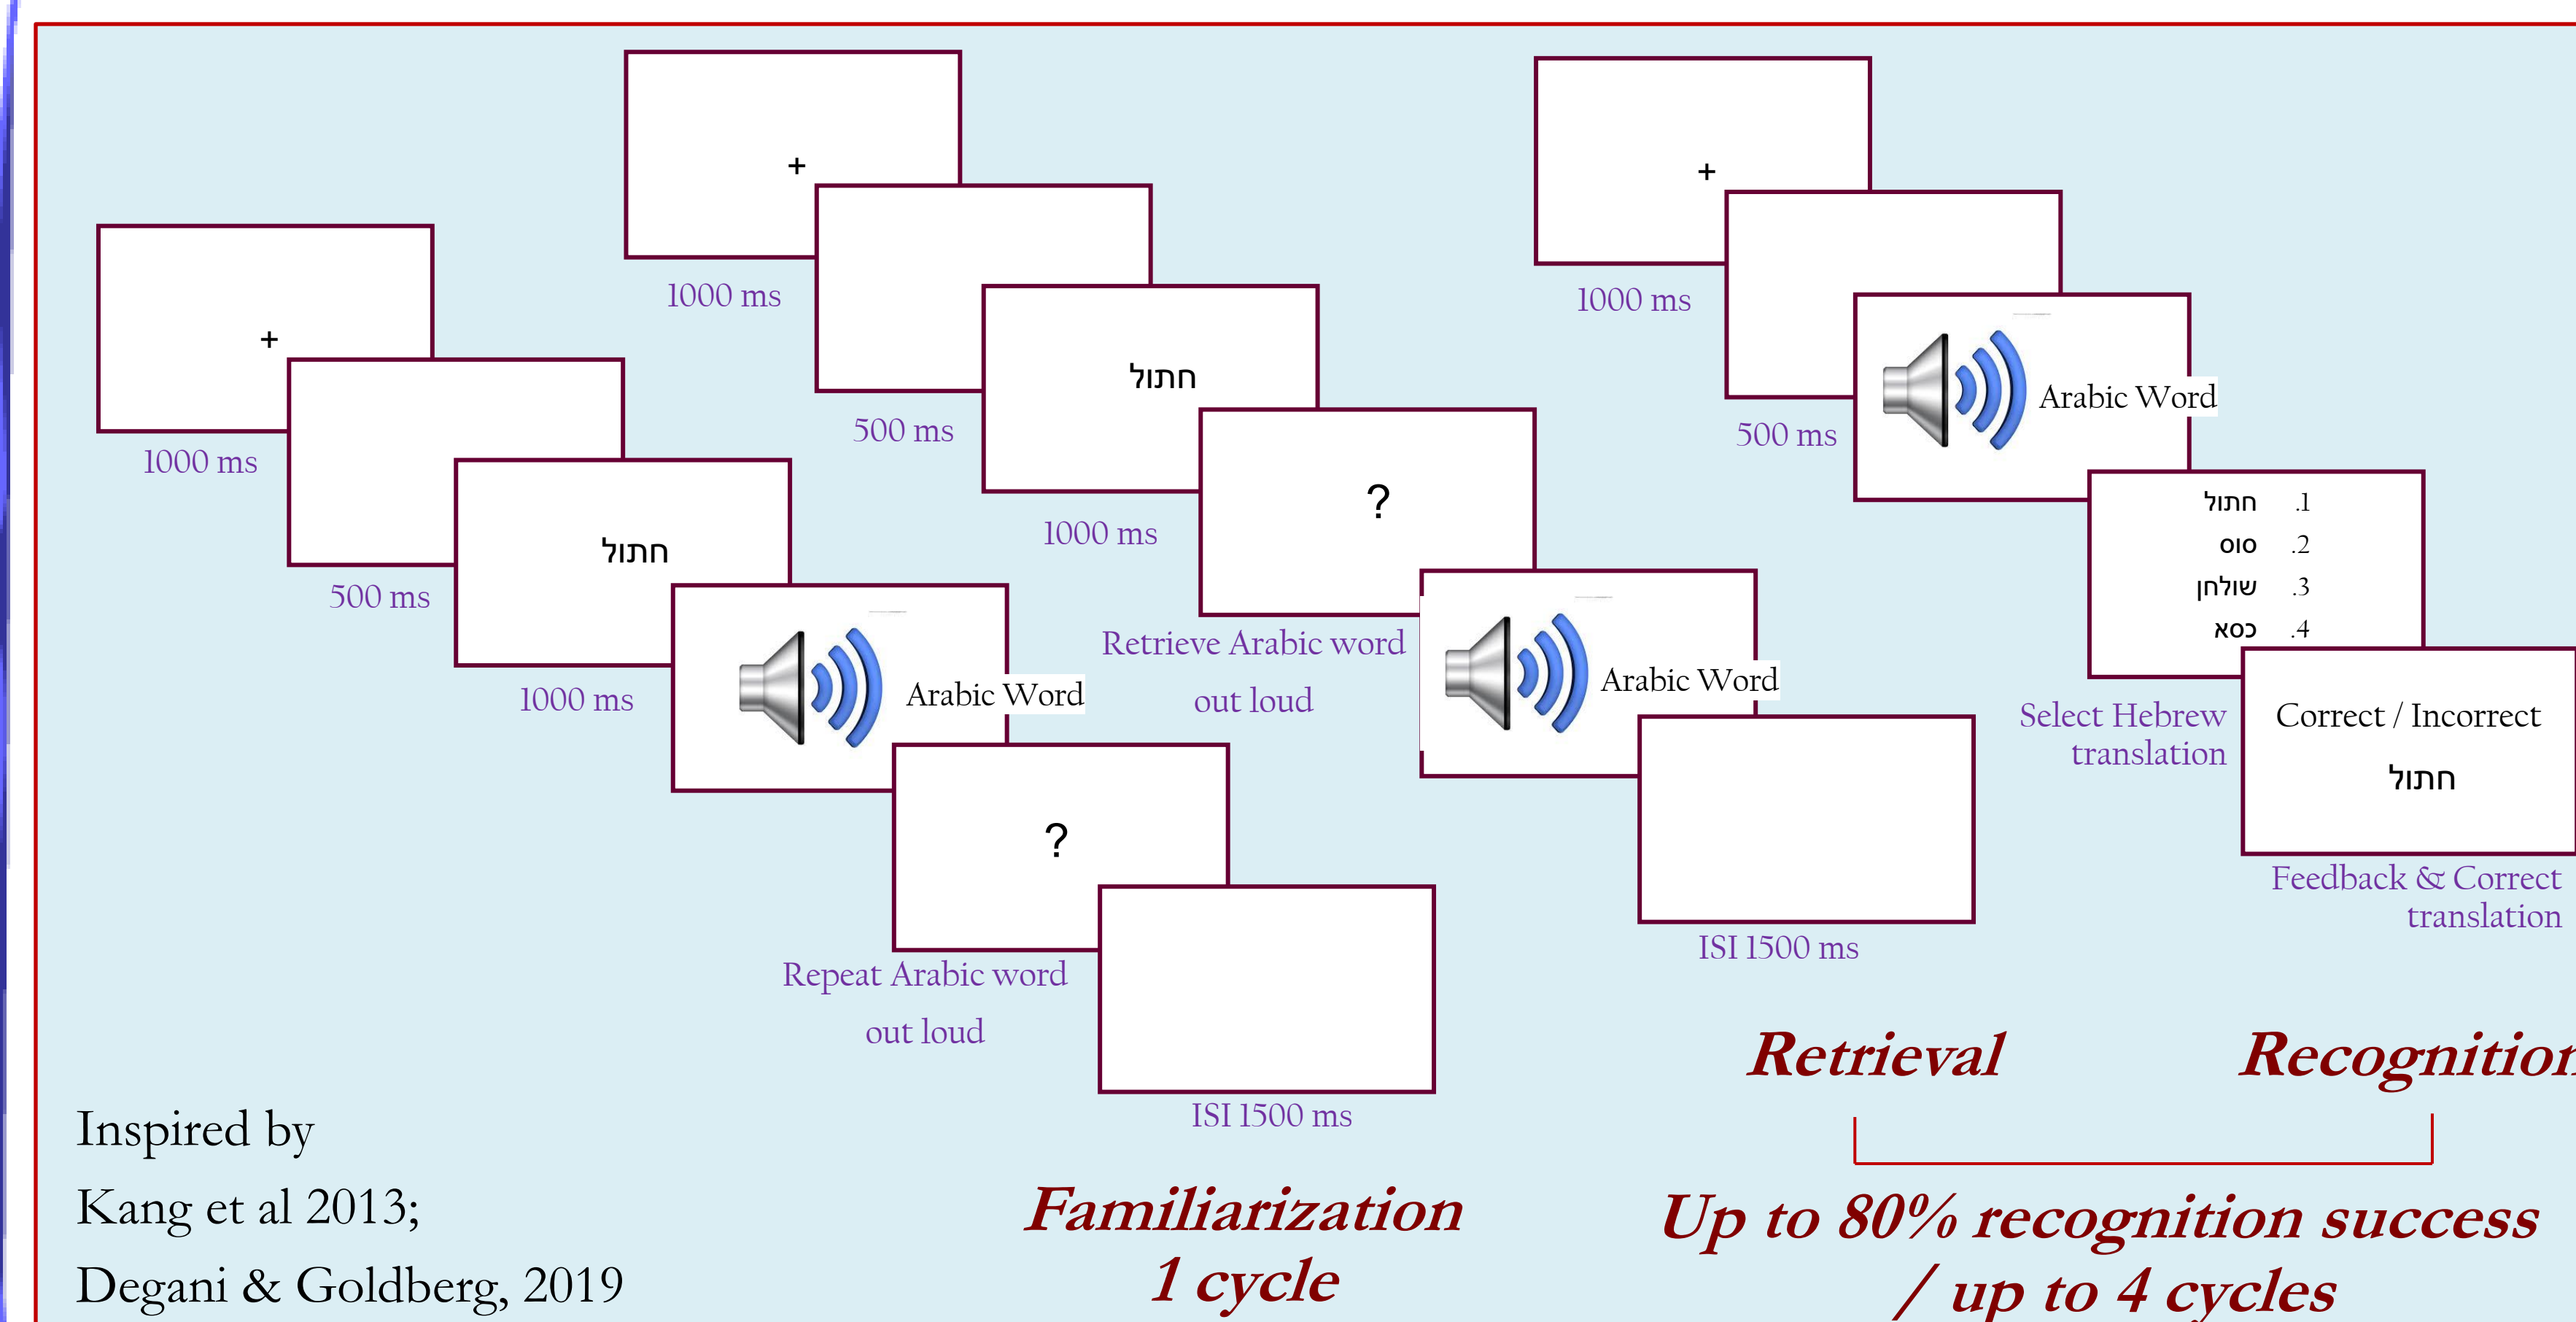 +
1000 ms
500 ms
חתול
1000 ms
Arabic Word
?
Repeat Arabic word
out loud
ISI 1500 ms
Familiarization
1 cycle
+
1000 ms
500 ms
חתול
1000 ms
?
Retrieve Arabic word
out loud
Arabic Word
ISI 1500 ms
Retrieval
+
1000 ms
500 ms
Arabic Word
1. חתול
2. סוס
3. שולחן
4. כסא
Select Hebrew
translation
Correct / Incorrect
חתול
Feedback & Correct
translation
Recognition
Up to 80% recognition success
/ up to 4 cycles
Inspired by
Kang et al 2013;
Degani & Goldberg, 2019